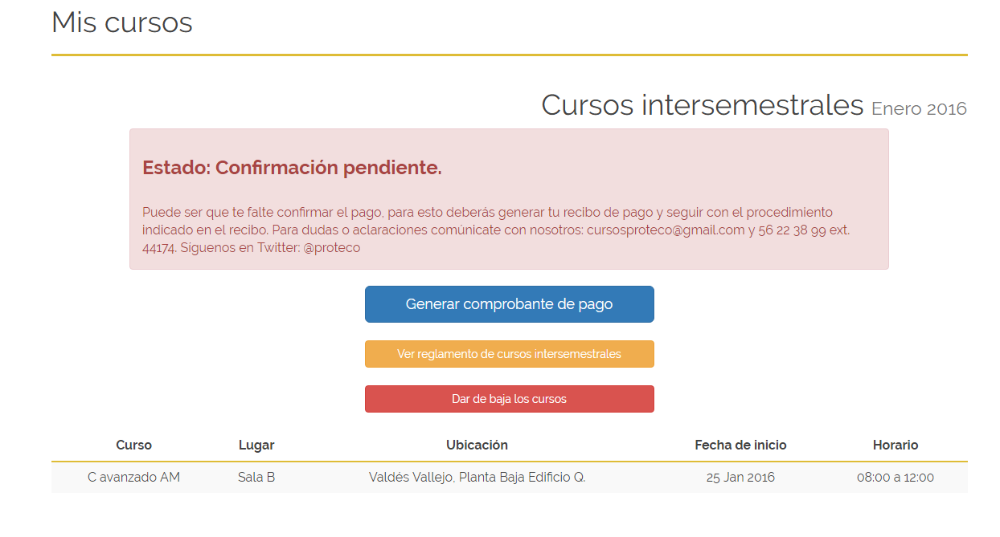 Mis cursos
Cursos intersemestrales Enero 2016
Estado: Confirmación pendiente.
Puede ser que te falte confirmar el pago, para esto deberás generar tu recibo de pago y seguir con el procedimiento
indicado en el recibo. Para dudas o aclaraciones comúnicate con nosotros: cursosproteco@gmail.com y 56 22 38 99 ext.
44174. Síguenos en Twitter: @proteco
Generar comprobante de pago
Ver reglamento de cursos intersemestrales
Dar de baja los cursos
Curso Lugar Ubicación Fecha de inicio Horario
C avanzado AM Sala B Valdés Vallejo, Planta Baja Edificio Q. 25 Jan 2016 08:00 a 12:00